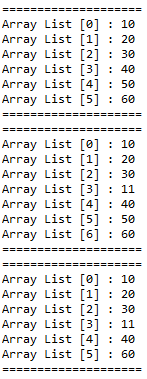 ====================
Array List [0] : 10
Array List [1] : 20
Array List [2] : 30
Array List [3] : 40
Array List [4] : 50
Array List [5] : 60
====================
====================
Array List [0] : 10
Array List [1] : 20
Array List [2] : 30
Array List [3] : 11
Array List [4] : 40
Array List [5] : 50
Array List [6] : 60
====================
====================
Array List [0] : 10
Array List [1] : 20
Array List [2] : 30
Array List [3] : 11
Array List [4] : 40
Array List [5] : 60
====================